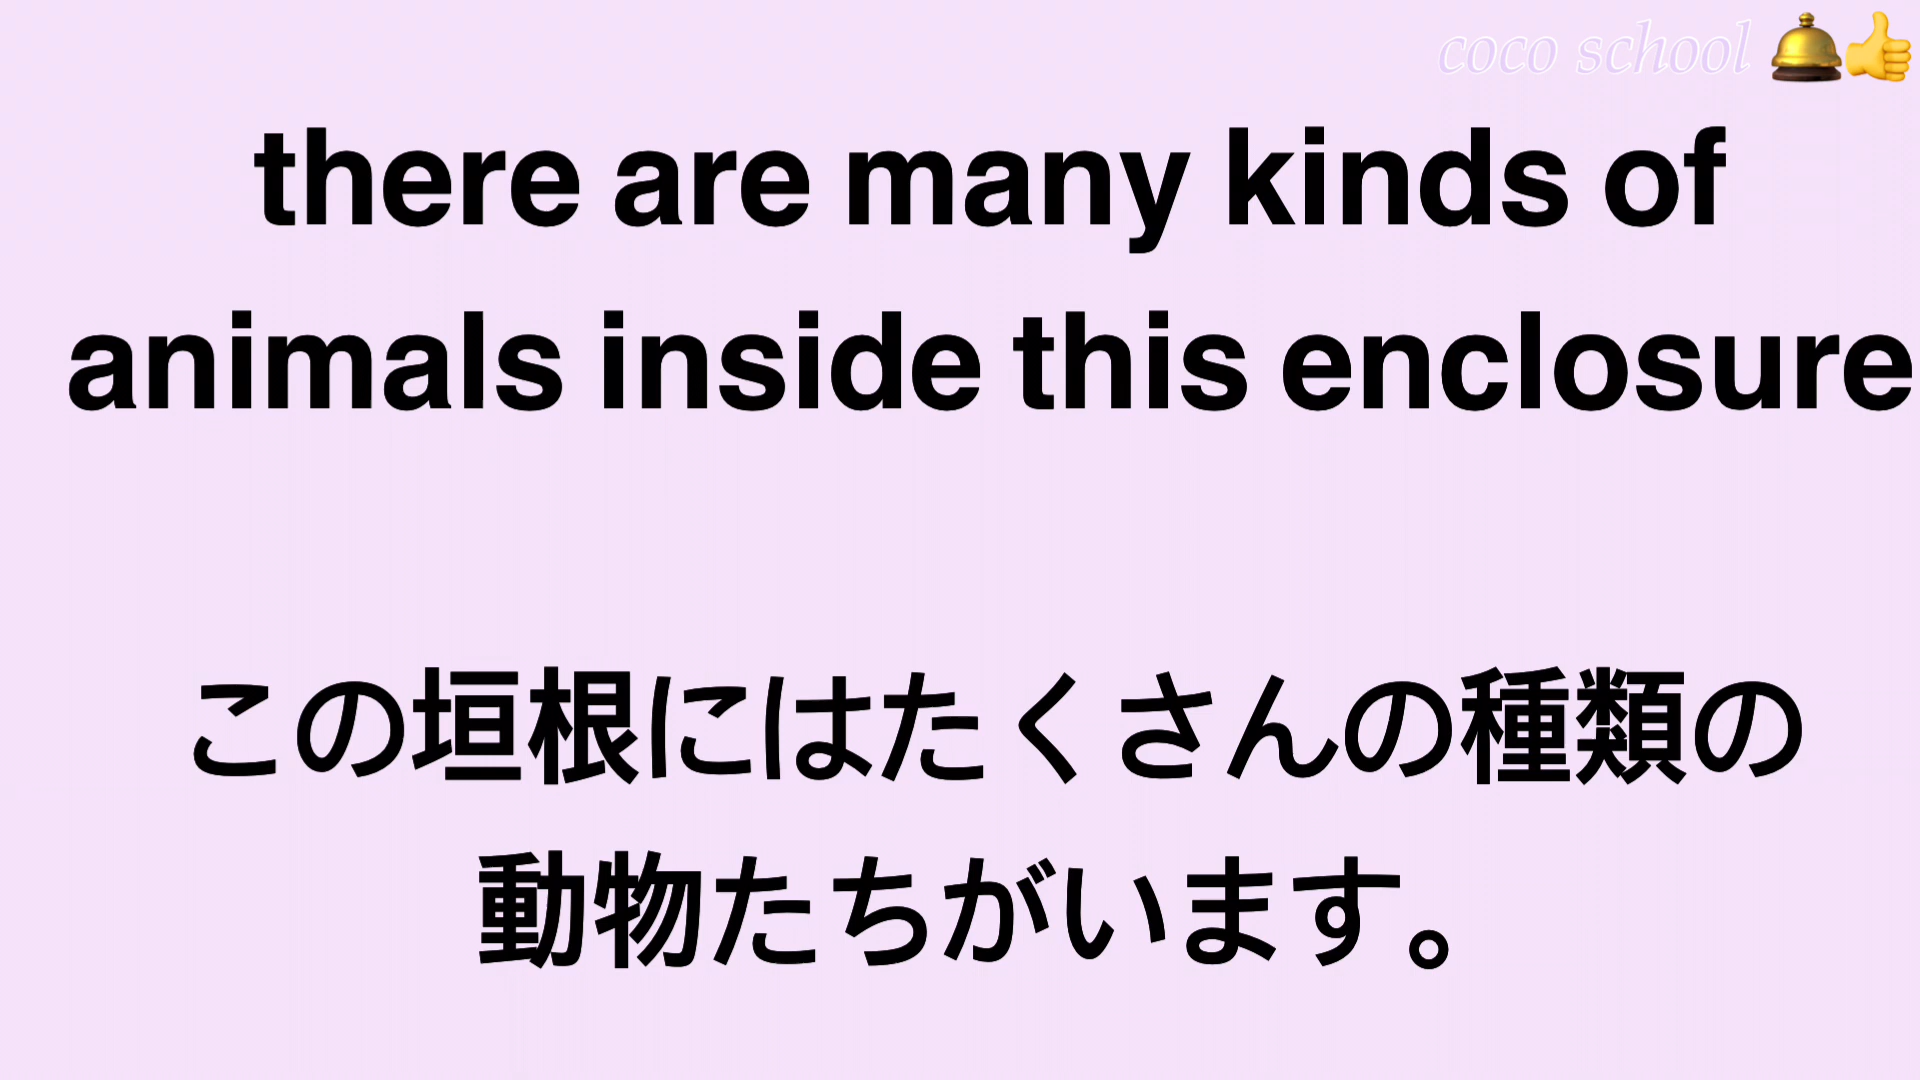 coco school 🛎️👍
there are many kinds of
animals inside this enclosure
この垣根にはたくさんの種類の
動物たちがいます。